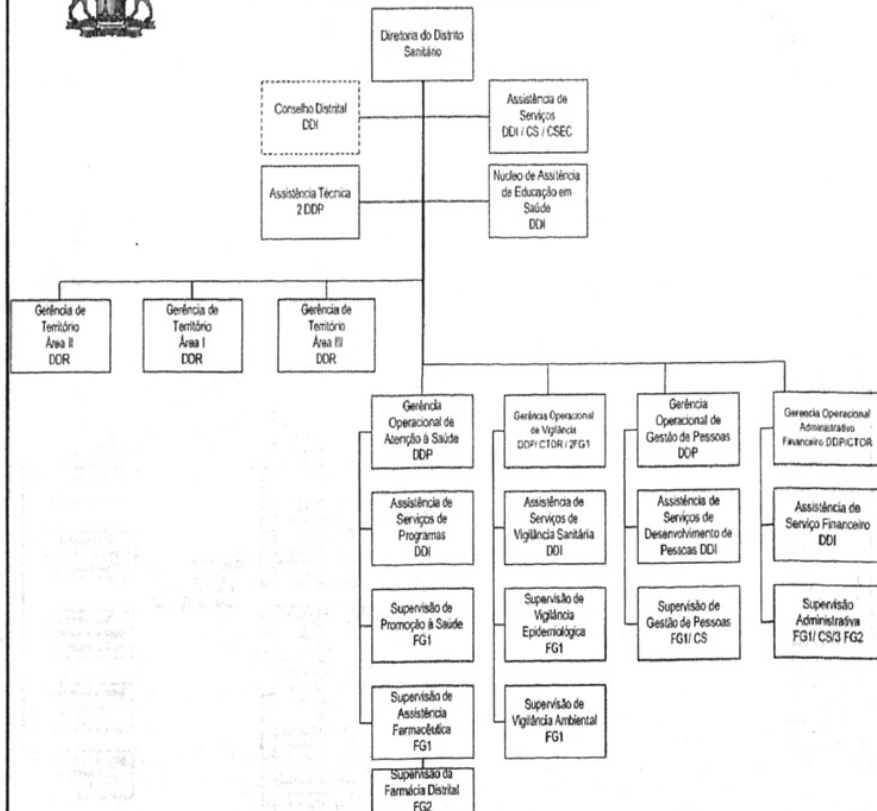 Diretoria do Distrito
Sanitário
Conselho Distrital
DDI
Assistência de
Serviços
DDI / CS / CSEC
Assistência Técnica
2 DDP
Nucleo de Assitência
de Educação em
Saúde
DDI
Gerência de
Território
Área II
DDR
Gerência de
Território
Área I
DDR
Gerência de
Território
Área III
DDR
Gerência
Operacional de
Atenção à Saúde
DDP
Gerência Operacional
de Vigilância
DDP/ CTOR / 2FG1
Gerência
Operacional de
Gestão de Pessoas
DDP
Gerencia Operacional
Administrativo
Financeiro DDP/CTOR
Assistência de
Serviços de
Programas
DDI
Assistência de
Serviços de
Vigilância Sanitária
DDI
Assistência de
Serviços de
Desenvolvimento de
Pessoas DDI
Assistência de
Serviço Financeiro
DDI
Supervisão de
Promoção à Saúde
FG1
Supervisão de
Vigilância
Epidemiológica
FG1
Supervisão de
Gestão de Pessoas
FG1/ CS
Supervisão
Administrativa
FG1/ CS/3 FG2
Supervisão de
Assistência
Farmacêutica
FG1
Supervisão de
Vigilância Ambiental
FG1
Supervisão da
Farmácia Distrital
FG2